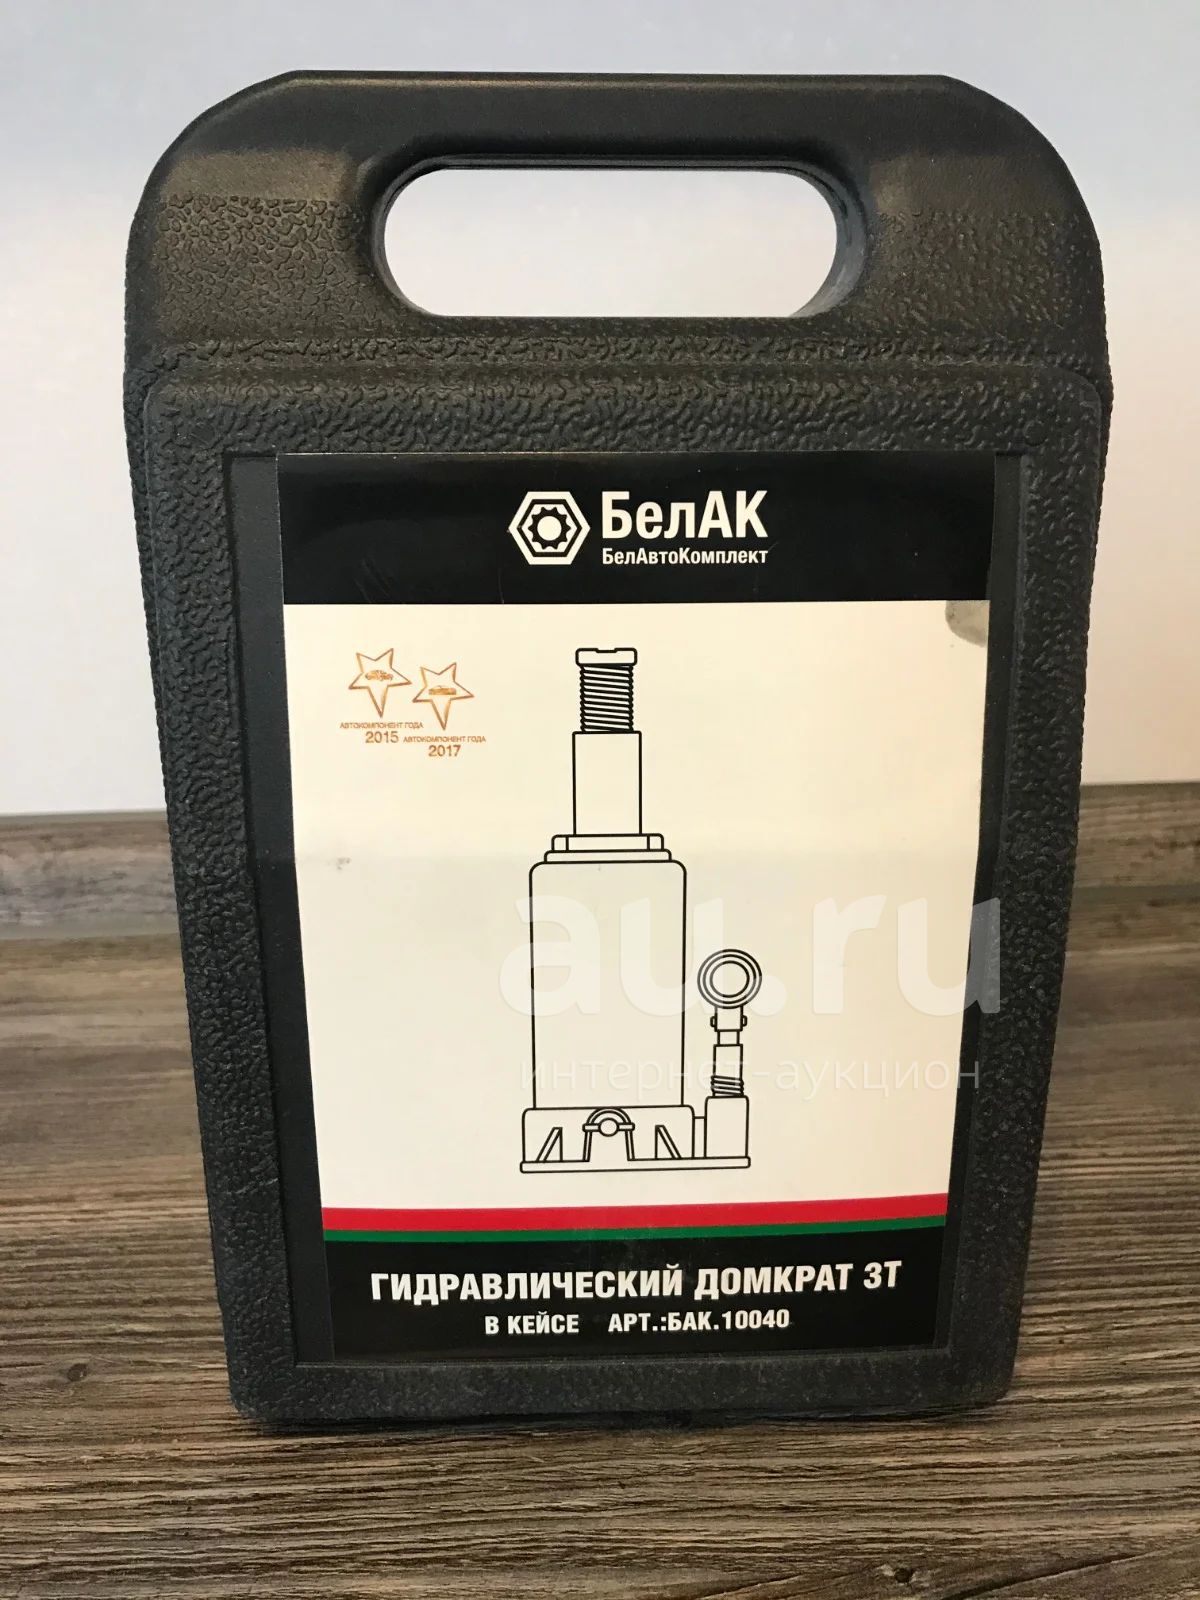 БелАК
БелАвтоКомплект
АВТОКОМПОНЕНТ ГОДА
2015
АВТОКОМПОНЕНТ ГОДА
2017
au.ru
интернет-аукцион
ГИДРАВЛИЧЕСКИЙ ДОМКРАТ 3Т
В КЕЙСЕ АРТ.:БАК.10040